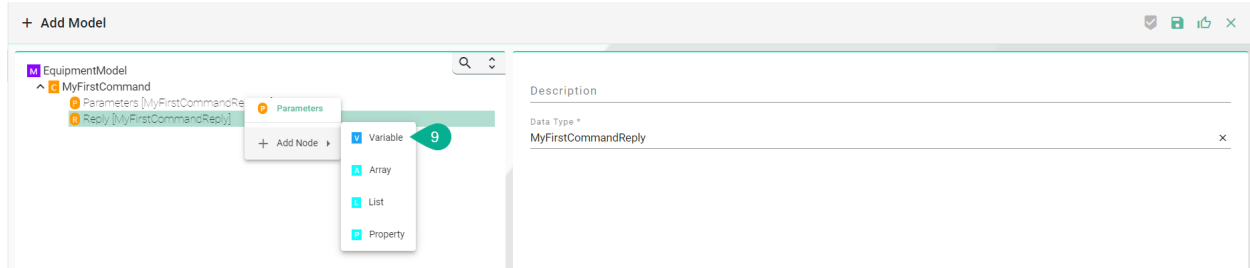 + Add Model
M EquipmentModel
C MyFirstCommand
P Parameters [MyFirstCommandRe
R Reply [MyFirstCommandReply]
P Parameters
+ Add Node
V Variable
9
A Array
L List
P Property
Description
Data Type *
MyFirstCommandReply